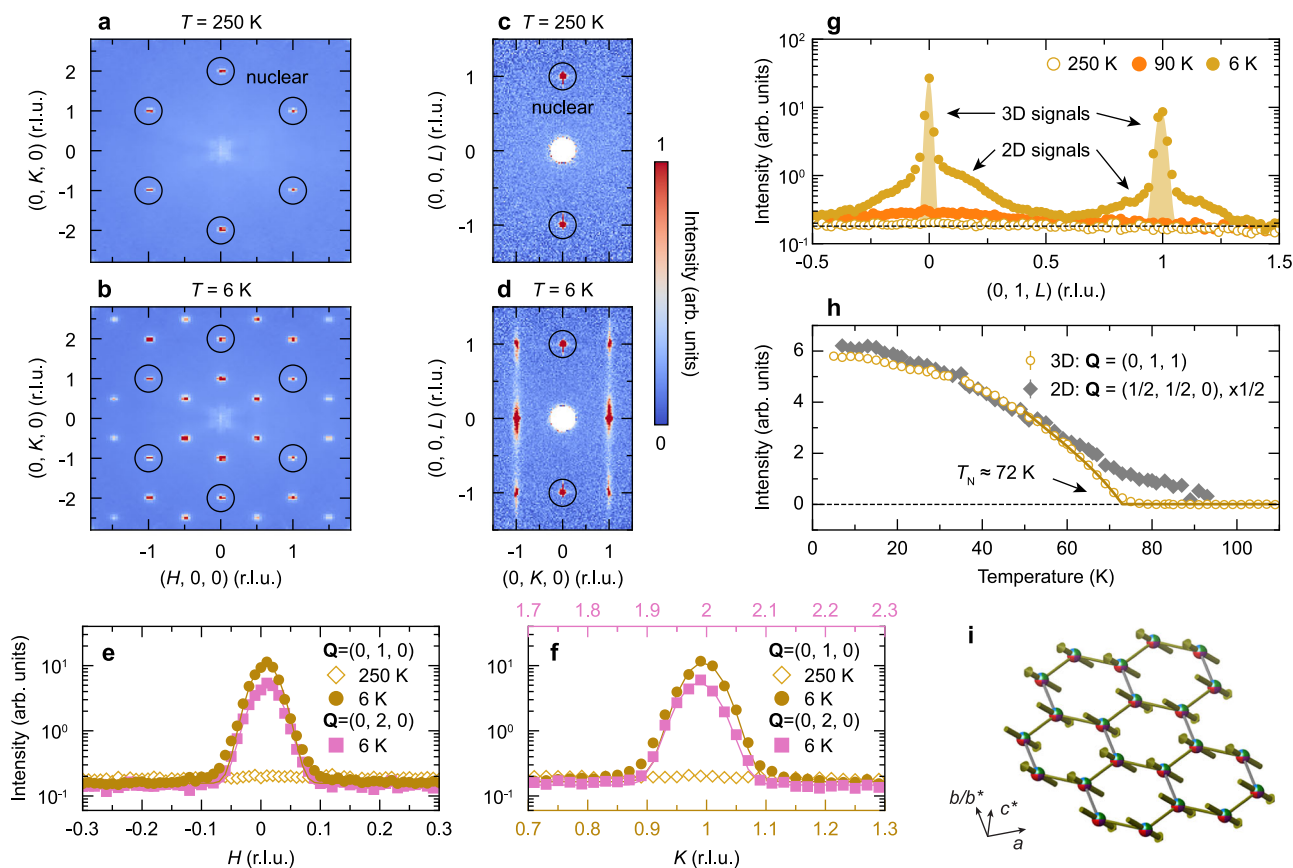 a
T = 250 K
nuclear
(0, K, 0) (r.l.u.)
2
1
0
-1
-2
b
T = 6 K
(0, K, 0) (r.l.u.)
2
1
0
-1
-2
-1
0
1
(H, 0, 0) (r.l.u.)
c
T = 250 K
nuclear
(0, 0, L) (r.l.u.)
1
0
-1
d
T = 6 K
(0, 0, L) (r.l.u.)
1
0
-1
-1
0
1
(0, K, 0) (r.l.u.)
1
Intensity (arb. units)
0
g
250 K
90 K
6 K
3D signals
2D signals
Intensity (arb. units)
10²
10¹
10⁰
10⁻¹
-0.5
0
0.5
1
1.5
(0, 1, L) (r.l.u.)
h
3D: Q = (0, 1, 1)
2D: Q = (1/2, 1/2, 0), x1/2
T_N ≈ 72 K
Intensity (arb. units)
6
4
2
0
0
20
40
60
80
100
Temperature (K)
e
Q=(0, 1, 0)
250 K
6 K
Q=(0, 2, 0)
6 K
Intensity (arb. units)
10¹
10⁰
10⁻¹
-0.3
-0.2
-0.1
0
0.1
0.2
0.3
H (r.l.u.)
1.7
1.8
1.9
2
2.1
2.2
2.3
f
Q=(0, 1, 0)
250 K
6 K
Q=(0, 2, 0)
6 K
10¹
10⁰
10⁻¹
0.7
0.8
0.9
1
1.1
1.2
1.3
K (r.l.u.)
i
b/b*
c*
a